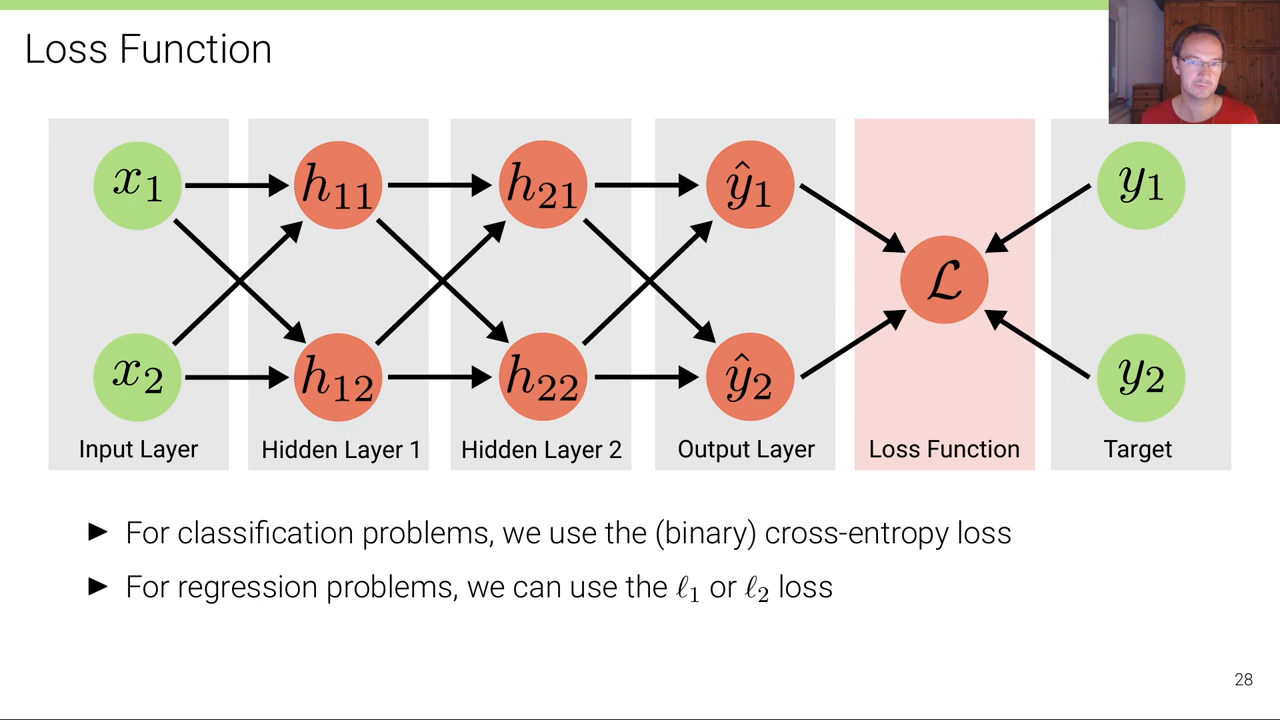 Loss Function
x₁ h₁₁ h₂₁ ŷ₁ y₁
ℒ
x₂ h₁₂ h₂₂ ŷ₂ y₂
Input Layer Hidden Layer 1 Hidden Layer 2 Output Layer Loss Function Target
► For classification problems, we use the (binary) cross-entropy loss
► For regression problems, we can use the ℓ₁ or ℓ₂ loss
28